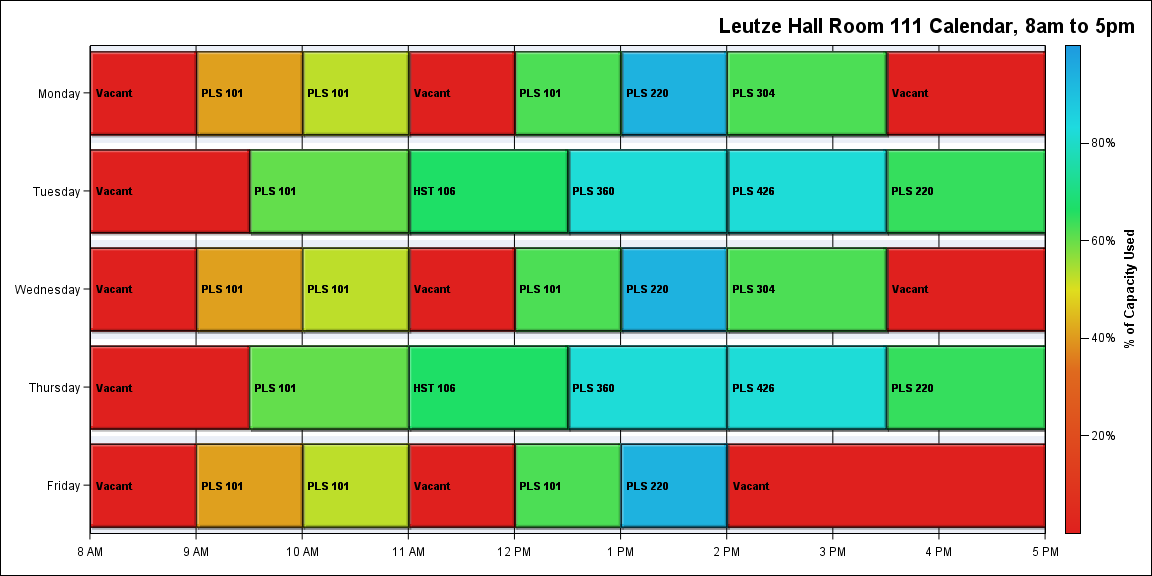 Leutze Hall Room 111 Calendar, 8am to 5pm
Monday
Vacant
PLS 101
PLS 101
Vacant
PLS 101
PLS 220
PLS 304
Vacant
Tuesday
Vacant
PLS 101
HST 106
PLS 360
PLS 426
PLS 220
Wednesday
Vacant
PLS 101
PLS 101
Vacant
PLS 101
PLS 220
PLS 304
Vacant
Thursday
Vacant
PLS 101
HST 106
PLS 360
PLS 426
PLS 220
Friday
Vacant
PLS 101
PLS 101
Vacant
PLS 101
PLS 220
Vacant
8 AM
9 AM
10 AM
11 AM
12 PM
1 PM
2 PM
3 PM
4 PM
5 PM
80%
60%
40%
20%
% of Capacity Used